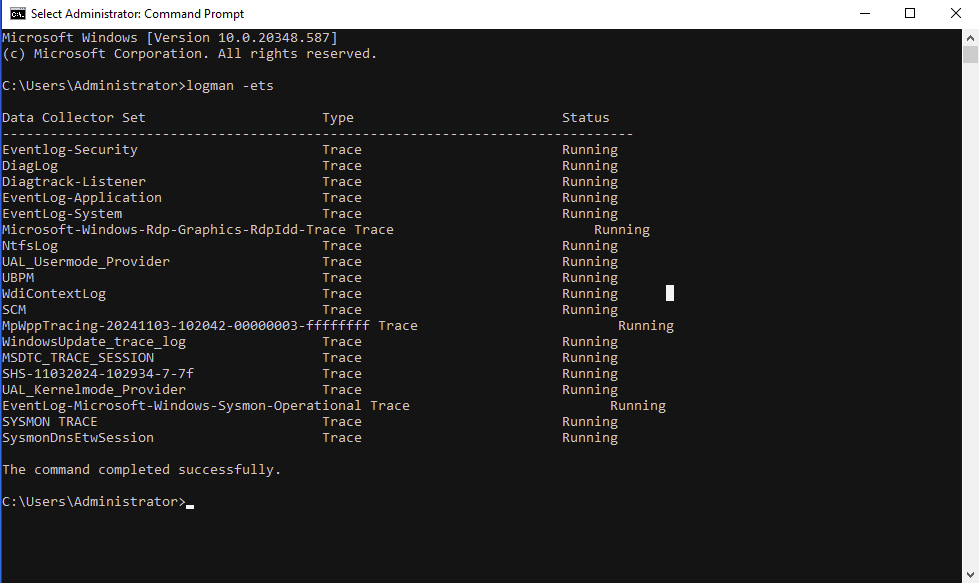 Select Administrator: Command Prompt
Microsoft Windows [Version 10.0.20348.587]
(c) Microsoft Corporation. All rights reserved.
C:\Users\Administrator>logman -ets
Data Collector Set                      Type                          Status
-------------------------------------------------------------------------------
Eventlog-Security                       Trace                         Running
DiagLog                                 Trace                         Running
Diagtrack-Listener                      Trace                         Running
EventLog-Application                    Trace                         Running
EventLog-System                         Trace                         Running
Microsoft-Windows-Rdp-Graphics-RdpIdd-Trace Trace                         Running
NtfsLog                                 Trace                         Running
UAL_Usermode_Provider                   Trace                         Running
UBPM                                    Trace                         Running
WdiContextLog                           Trace                         Running
SCM                                     Trace                         Running
MpWppTracing-20241103-102042-00000003-ffffffff Trace                         Running
WindowsUpdate_trace_log                 Trace                         Running
MSDTC_TRACE_SESSION                     Trace                         Running
SHS-11032024-102934-7-7f                Trace                         Running
UAL_Kernelmode_Provider                 Trace                         Running
EventLog-Microsoft-Windows-Sysmon-Operational Trace                         Running
SYSMON TRACE                            Trace                         Running
SysmonDnsEtwSession                     Trace                         Running
The command completed successfully.
C:\Users\Administrator>